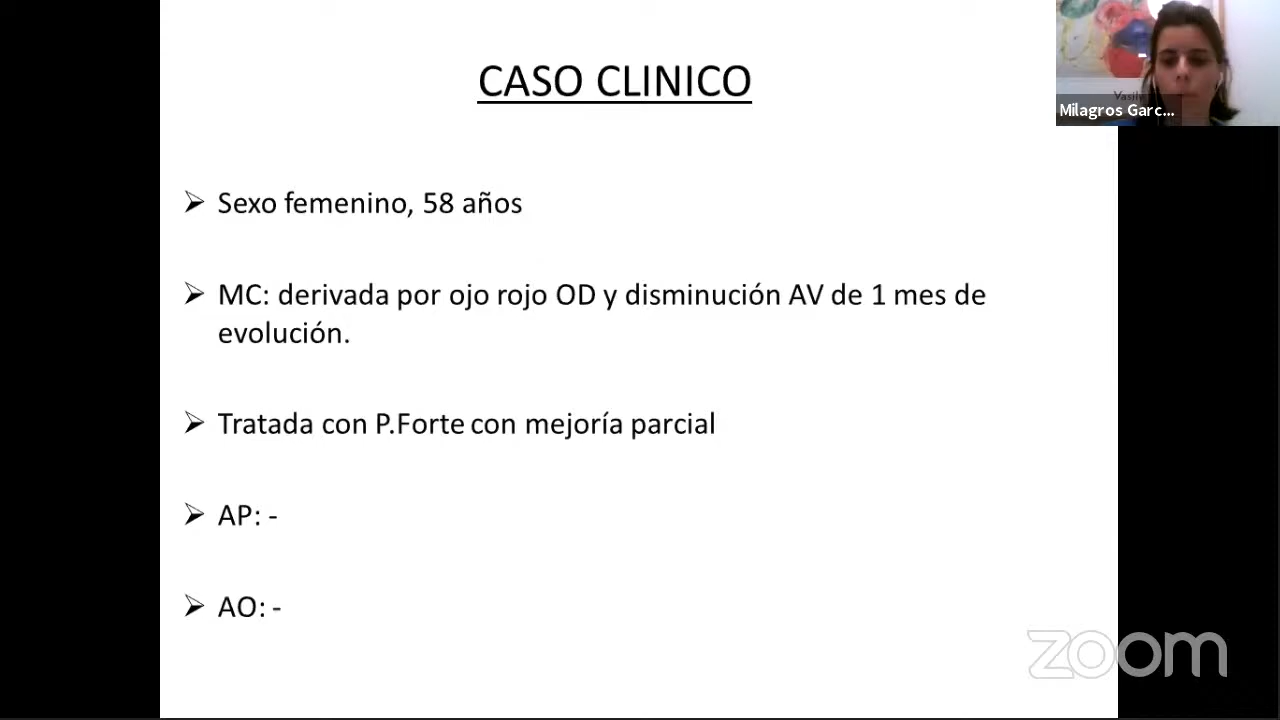 CASO CLINICO
Vasily
Milagros Garc...
➢ Sexo femenino, 58 años
➢ MC: derivada por ojo rojo OD y disminución AV de 1 mes de
evolución.
➢ Tratada con P.Forte con mejoría parcial
➢ AP: -
➢ AO: -
zoom